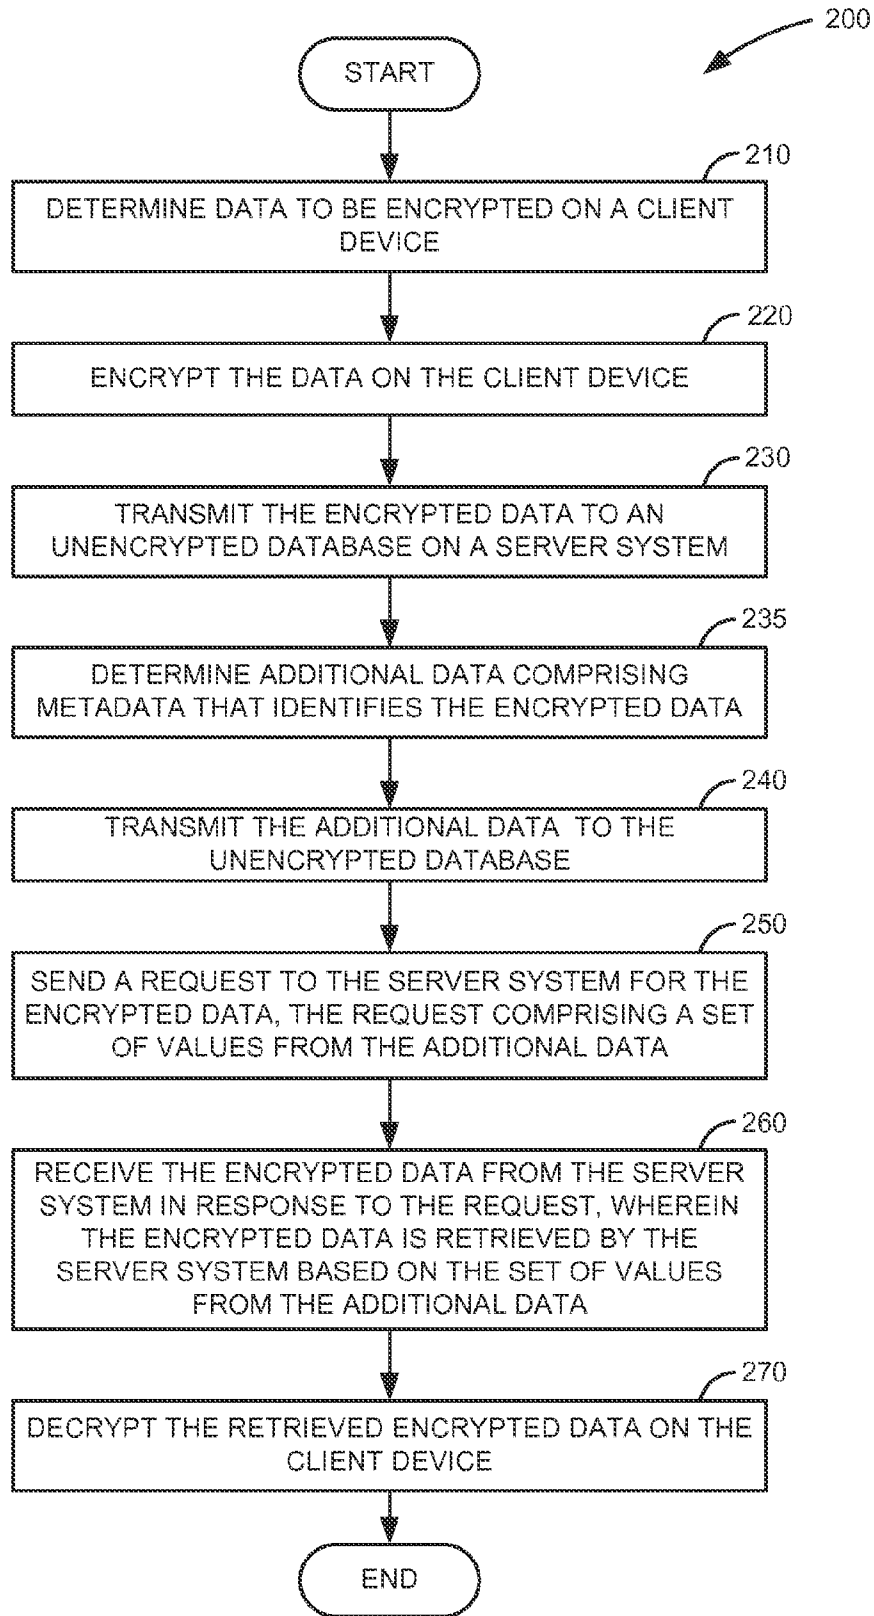 200
START
210
DETERMINE DATA TO BE ENCRYPTED ON A CLIENT
DEVICE
220
ENCRYPT THE DATA ON THE CLIENT DEVICE
230
TRANSMIT THE ENCRYPTED DATA TO AN
UNENCRYPTED DATABASE ON A SERVER SYSTEM
235
DETERMINE ADDITIONAL DATA COMPRISING
METADATA THAT IDENTIFIES THE ENCRYPTED DATA
240
TRANSMIT THE ADDITIONAL DATA TO THE
UNENCRYPTED DATABASE
250
SEND A REQUEST TO THE SERVER SYSTEM FOR THE
ENCRYPTED DATA, THE REQUEST COMPRISING A SET
OF VALUES FROM THE ADDITIONAL DATA
260
RECEIVE THE ENCRYPTED DATA FROM THE SERVER
SYSTEM IN RESPONSE TO THE REQUEST, WHEREIN
THE ENCRYPTED DATA IS RETRIEVED BY THE
SERVER SYSTEM BASED ON THE SET OF VALUES
FROM THE ADDITIONAL DATA
270
DECRYPT THE RETRIEVED ENCRYPTED DATA ON THE
CLIENT DEVICE
END